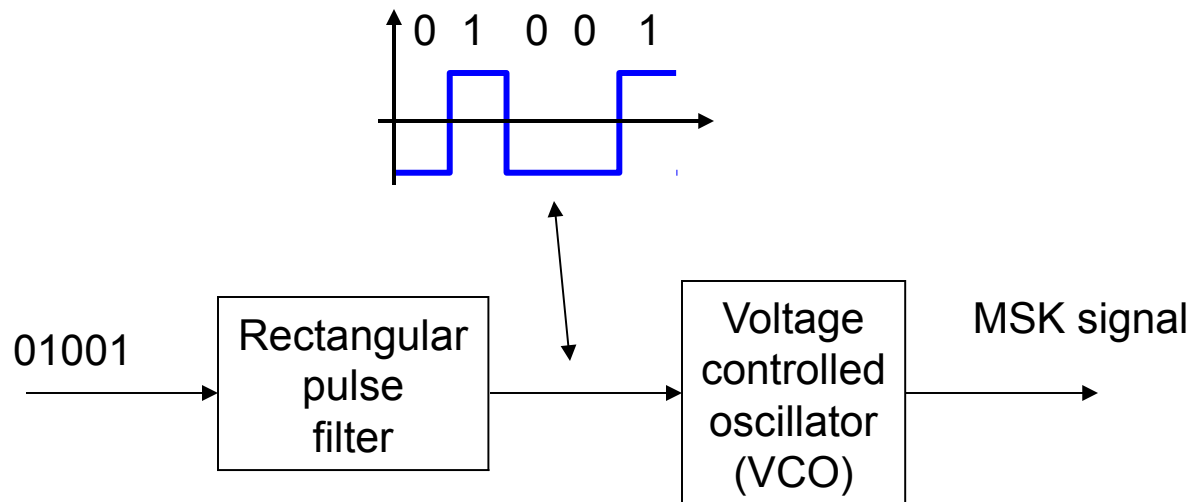 0 1 0 0 1
01001
Rectangular
pulse
filter
Voltage
controlled
oscillator
(VCO)
MSK signal